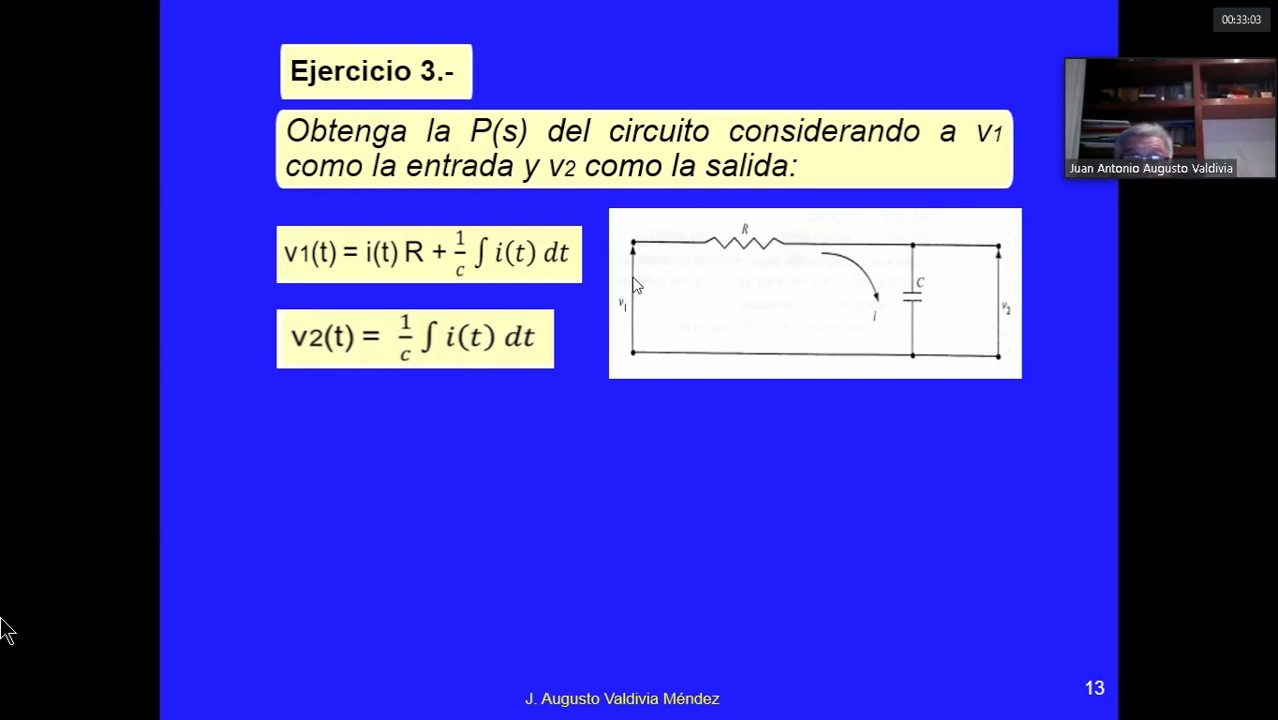 00:33:03
Ejercicio 3.-
Juan Antonio Augusto Valdivia
Obtenga la P(s) del circuito considerando a v1
como la entrada y v2 como la salida:
v1(t) = i(t) R + 1/c ∫ i(t) dt
v2(t) = 1/c ∫ i(t) dt
R
v1
C
i
v2
J. Augusto Valdivia Méndez
13